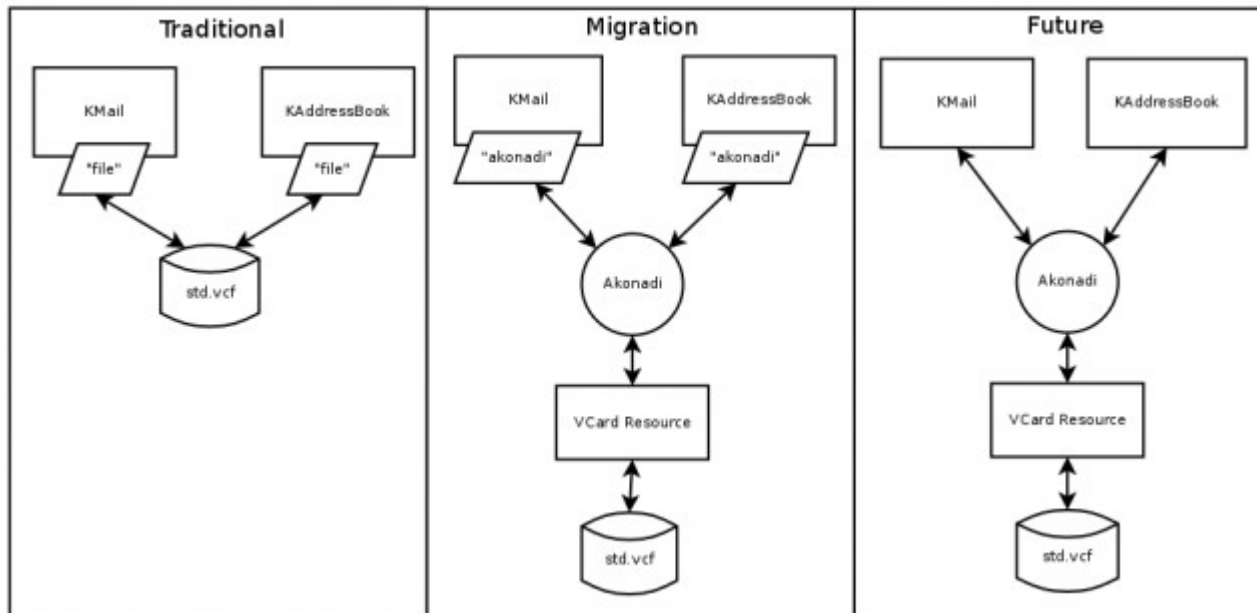 Traditional
KMail
KAddressBook
"file"
"file"
std.vcf
Migration
KMail
KAddressBook
"akonadi"
"akonadi"
Akonadi
VCard Resource
std.vcf
Future
KMail
KAddressBook
Akonadi
VCard Resource
std.vcf